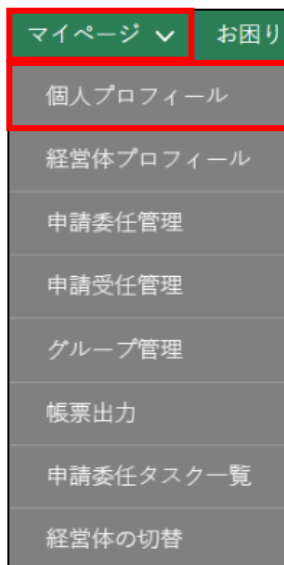 マイページ お困り
個人プロフィール
経営体プロフィール
申請委任管理
申請受任管理
グループ管理
帳票出力
申請委任タスク一覧
経営体の切替